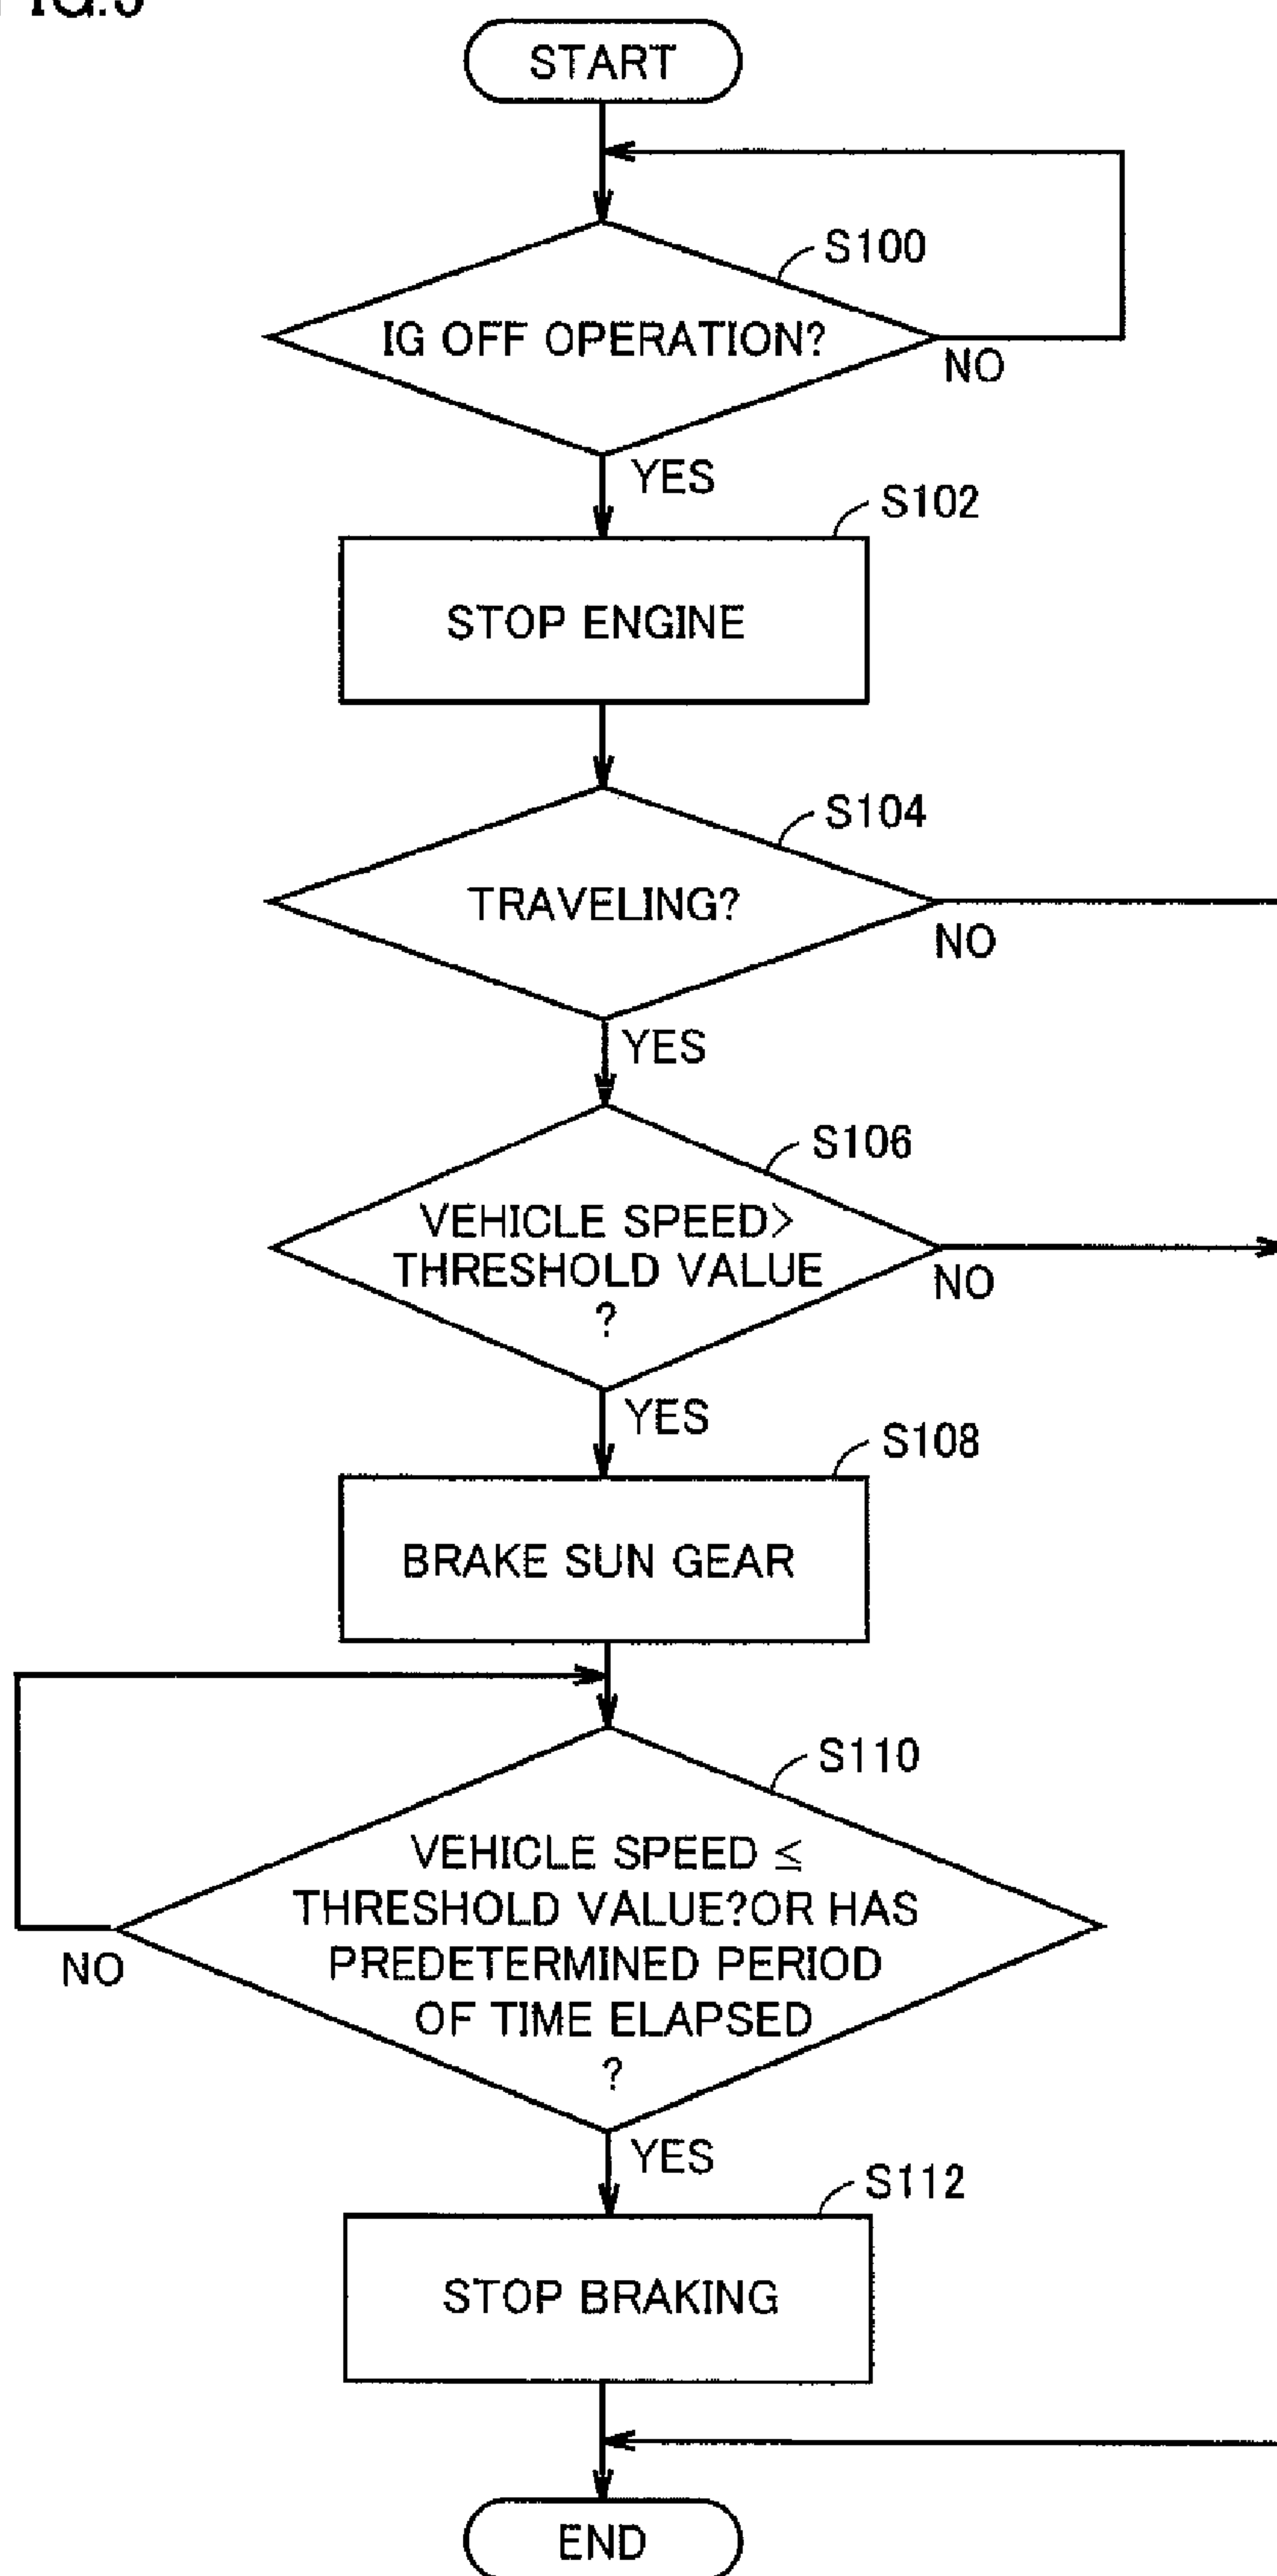 START
S100
IG OFF OPERATION?
NO
YES
S102
STOP ENGINE
S104
TRAVELING?
NO
YES
S106
VEHICLE SPEED>
THRESHOLD VALUE
?
NO
YES
S108
BRAKE SUN GEAR
S110
VEHICLE SPEED ≤
THRESHOLD VALUE?OR HAS
PREDETERMINED PERIOD
OF TIME ELAPSED
?
NO
YES
S112
STOP BRAKING
END